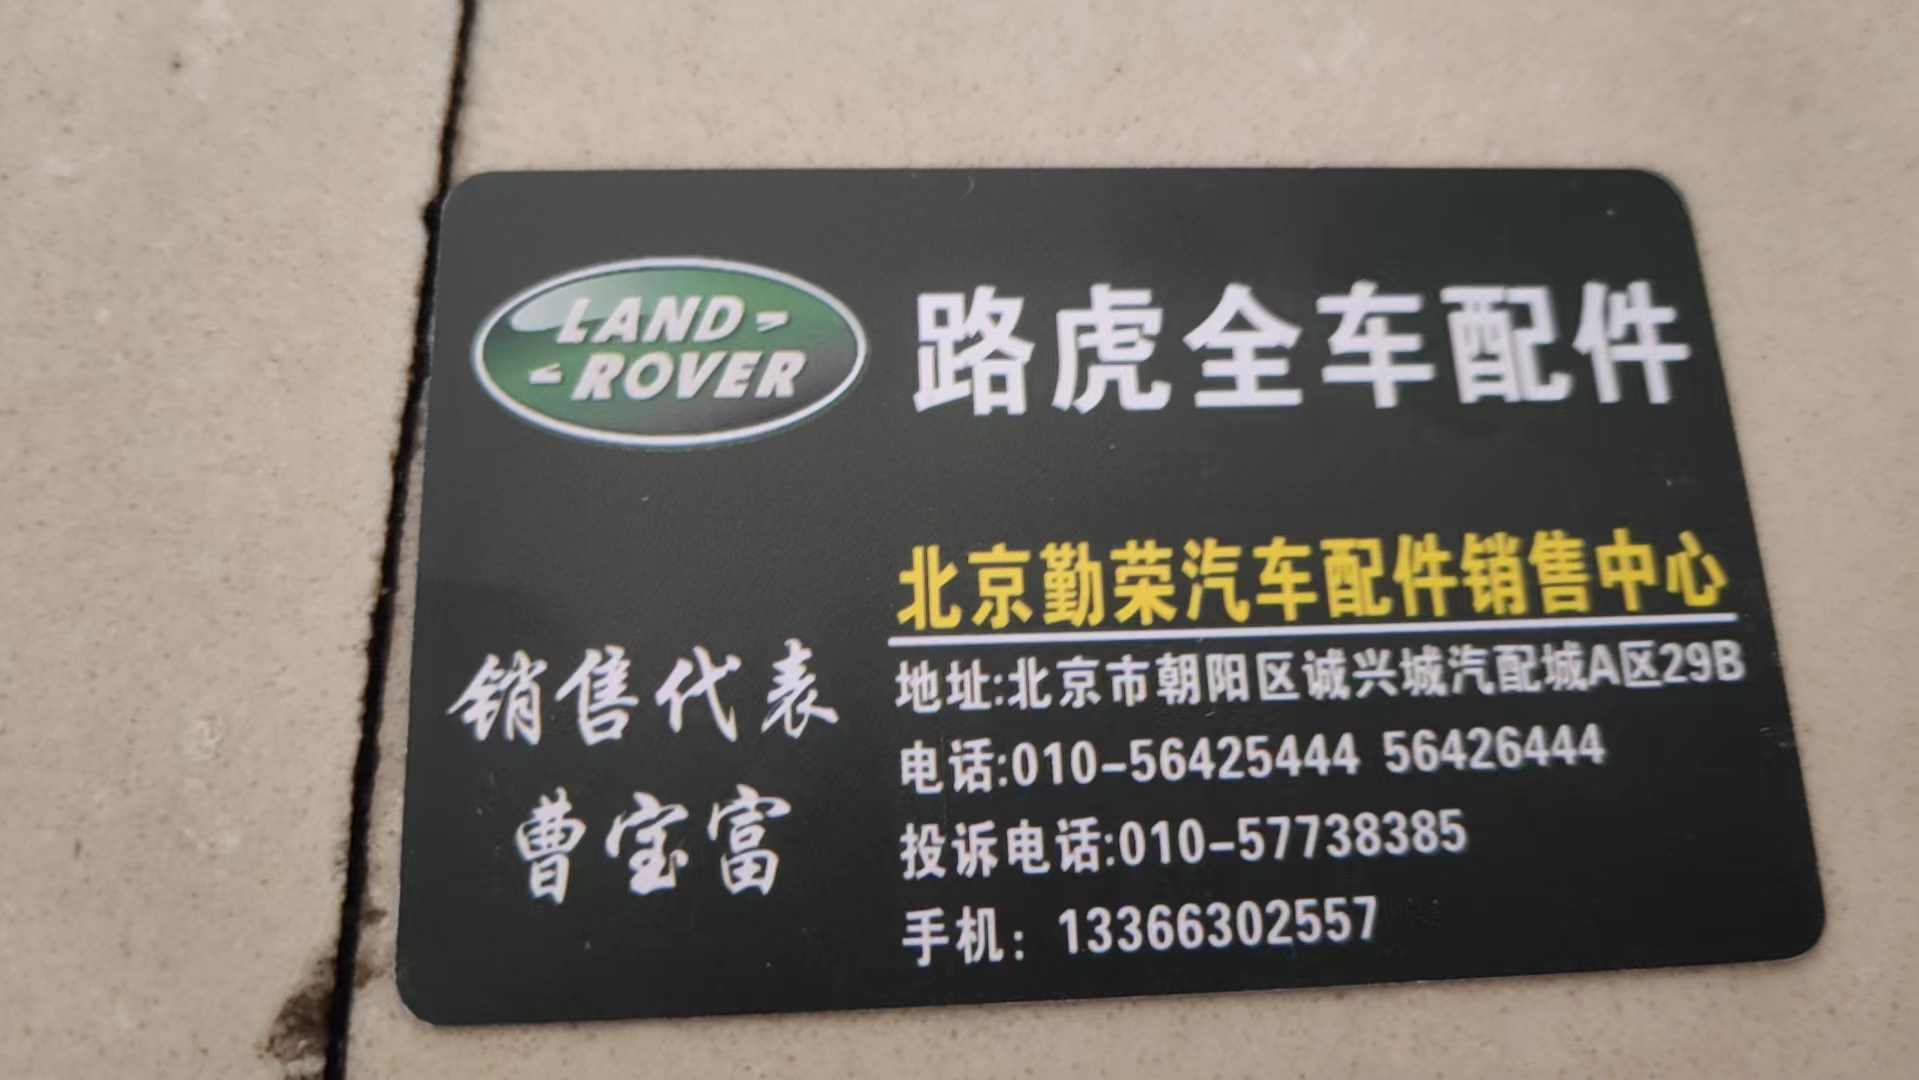 LAND
ROVER
路虎全车配件
北京勤荣汽车配件销售中心
地址:北京市朝阳区诚兴城汽配城A区29B
电话:010-56425444 56426444
投诉电话:010-57738385
手机：13366302557
销售代表
曹宝富